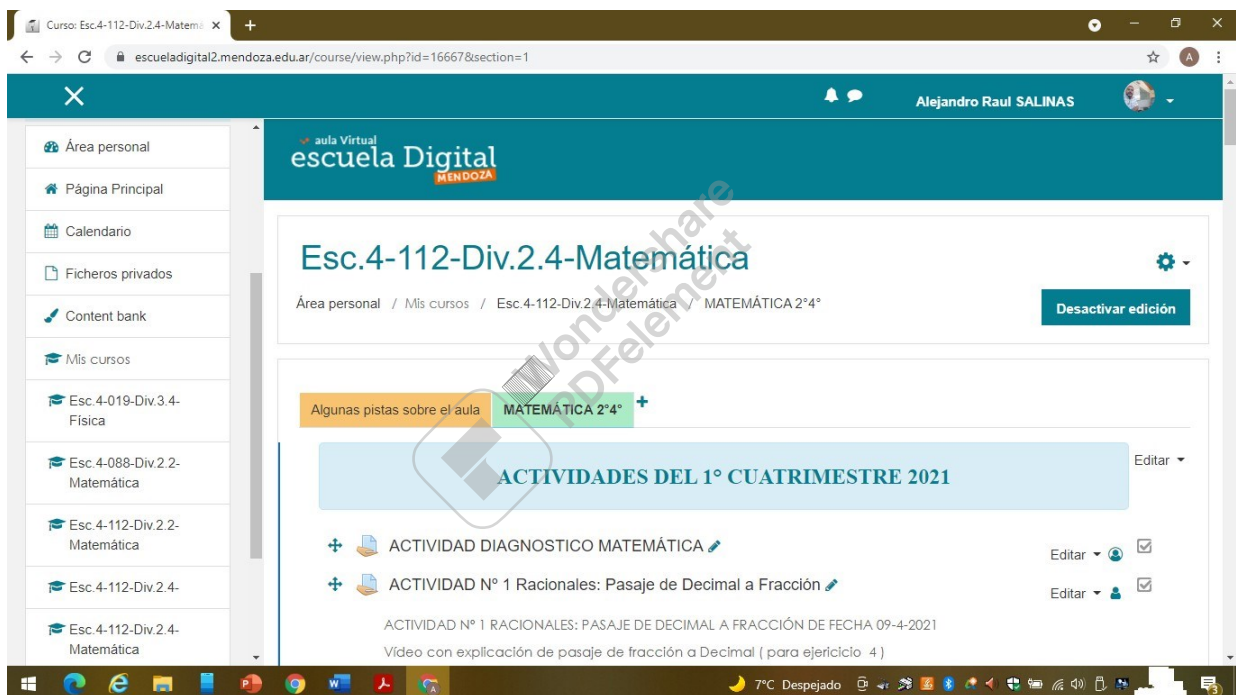 Curso: Esc.4-112-Div.2.4-Matema
escueladigital2.mendoza.edu.ar/course/view.php?id=16667&section=1
A
Alejandro Raul SALINAS
Área personal
Página Principal
Calendario
Ficheros privados
Content bank
Mis cursos
Esc.4-019-Div.3.4-
Física
Esc.4-088-Div.2.2-
Matemática
Esc.4-112-Div.2.2-
Matemática
Esc.4-112-Div.2.4-
Esc.4-112-Div.2.4-
Matemática
aula Virtual
escuela Digital
MENDOZA
Esc.4-112-Div.2.4-Matemática
Área personal / Mis cursos / Esc.4-112-Div.2.4-Matemática / MATEMÁTICA 2°4°
Desactivar edición
Wondershare
PDFelement
Algunas pistas sobre el aula
MATEMÁTICA 2°4°
ACTIVIDADES DEL 1° CUATRIMESTRE 2021
Editar
ACTIVIDAD DIAGNOSTICO MATEMÁTICA
Editar
ACTIVIDAD Nº 1 Racionales: Pasaje de Decimal a Fracción
Editar
ACTIVIDAD Nº 1 RACIONALES: PASAJE DE DECIMAL A FRACCIÓN DE FECHA 09-4-2021
Vídeo con explicación de pasaje de fracción a Decimal ( para ejericicio 4 )
7°C Despejado